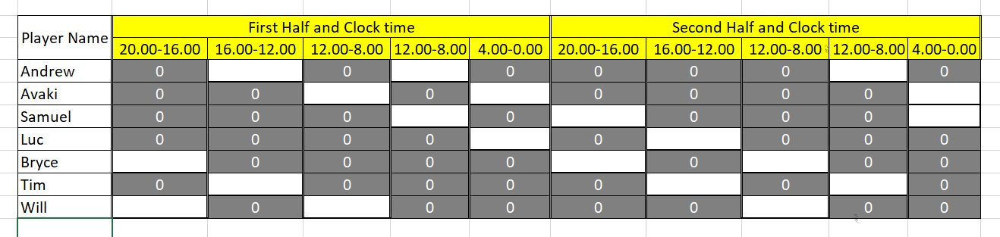 Player Name First Half and Clock time Second Half and Clock time
20.00-16.00 16.00-12.00 12.00-8.00 12.00-8.00 4.00-0.00 20.00-16.00 16.00-12.00 12.00-8.00 12.00-8.00 4.00-0.00
Andrew 0 0 0 0 0 0 0
Avaki 0 0 0 0 0 0 0
Samuel 0 0 0 0 0 0 0
Luc 0 0 0 0 0 0 0 0
Bryce 0 0 0 0 0 0 0
Tim 0 0 0 0 0 0 0
Will 0 0 0 0 0 0 0